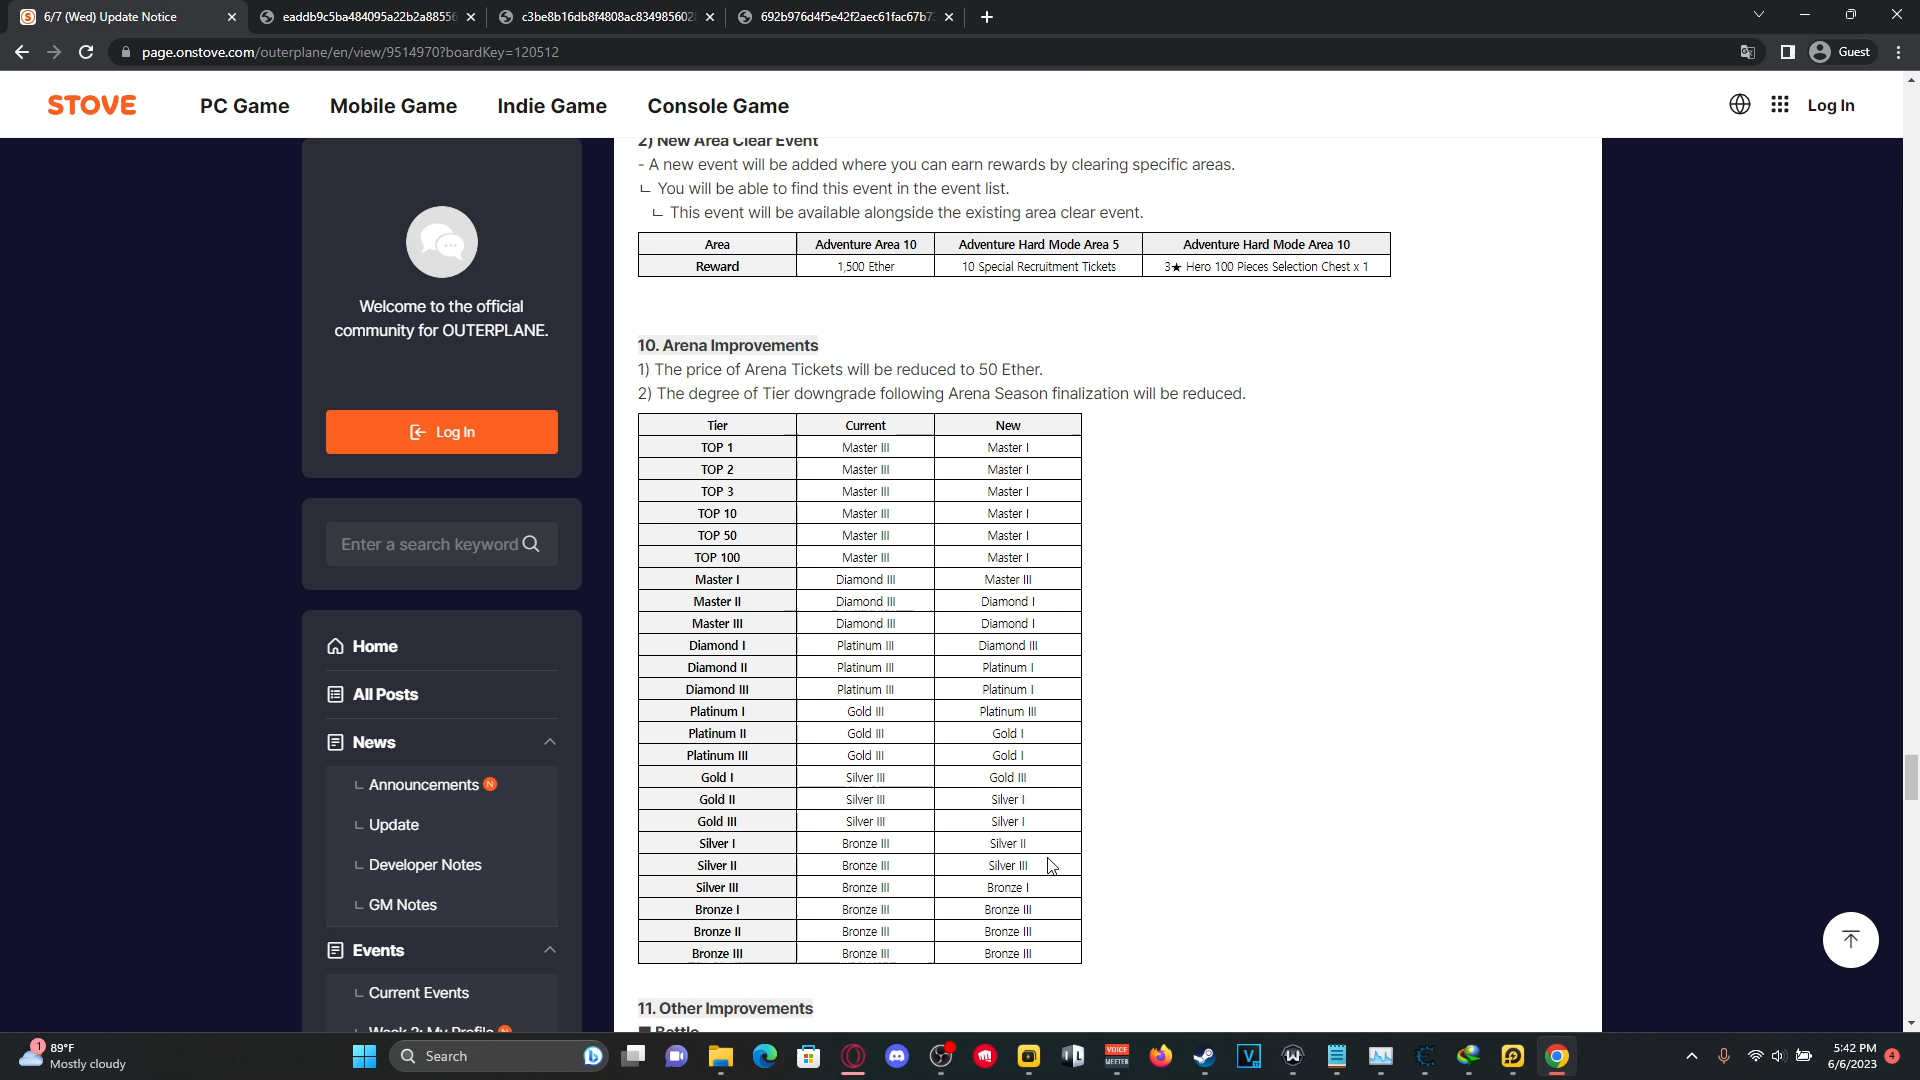 6/7 (Wed) Update Notice
eaddb9c5ba484095a22b2a88556
c3be8b16db8f4808ac8349856028
692b976d4f5e42f2aec61fac67b73
page.onstove.com/outerplane/en/view/9514970?boardKey=120512
Guest
STOVE
PC Game
Mobile Game
Indie Game
Console Game
Log In
Welcome to the official
community for OUTERPLANE.
Log In
Enter a search keyword
Home
All Posts
News
Announcements N
Update
Developer Notes
GM Notes
Events
Current Events
Week 2: My Profile
2) New Area Clear Event
- A new event will be added where you can earn rewards by clearing specific areas.
ㄴ You will be able to find this event in the event list.
ㄴ This event will be available alongside the existing area clear event.
Area Adventure Area 10 Adventure Hard Mode Area 5 Adventure Hard Mode Area 10
Reward 1,500 Ether 10 Special Recruitment Tickets 3★ Hero 100 Pieces Selection Chest x 1
10. Arena Improvements
1) The price of Arena Tickets will be reduced to 50 Ether.
2) The degree of Tier downgrade following Arena Season finalization will be reduced.
Tier Current New
TOP 1 Master III Master I
TOP 2 Master III Master I
TOP 3 Master III Master I
TOP 10 Master III Master I
TOP 50 Master III Master I
TOP 100 Master III Master I
Master I Diamond III Master III
Master II Diamond III Diamond I
Master III Diamond III Diamond I
Diamond I Platinum III Diamond III
Diamond II Platinum III Platinum I
Diamond III Platinum III Platinum I
Platinum I Gold III Platinum III
Platinum II Gold III Gold I
Platinum III Gold III Gold I
Gold I Silver III Gold III
Gold II Silver III Silver I
Gold III Silver III Silver I
Silver I Bronze III Silver II
Silver II Bronze III Silver III
Silver III Bronze III Bronze I
Bronze I Bronze III Bronze III
Bronze II Bronze III Bronze III
Bronze III Bronze III Bronze III
11. Other Improvements
■ Battle
1
89°F
Mostly cloudy
Search
VOICE
MEETER
5:42 PM
6/6/2023
4